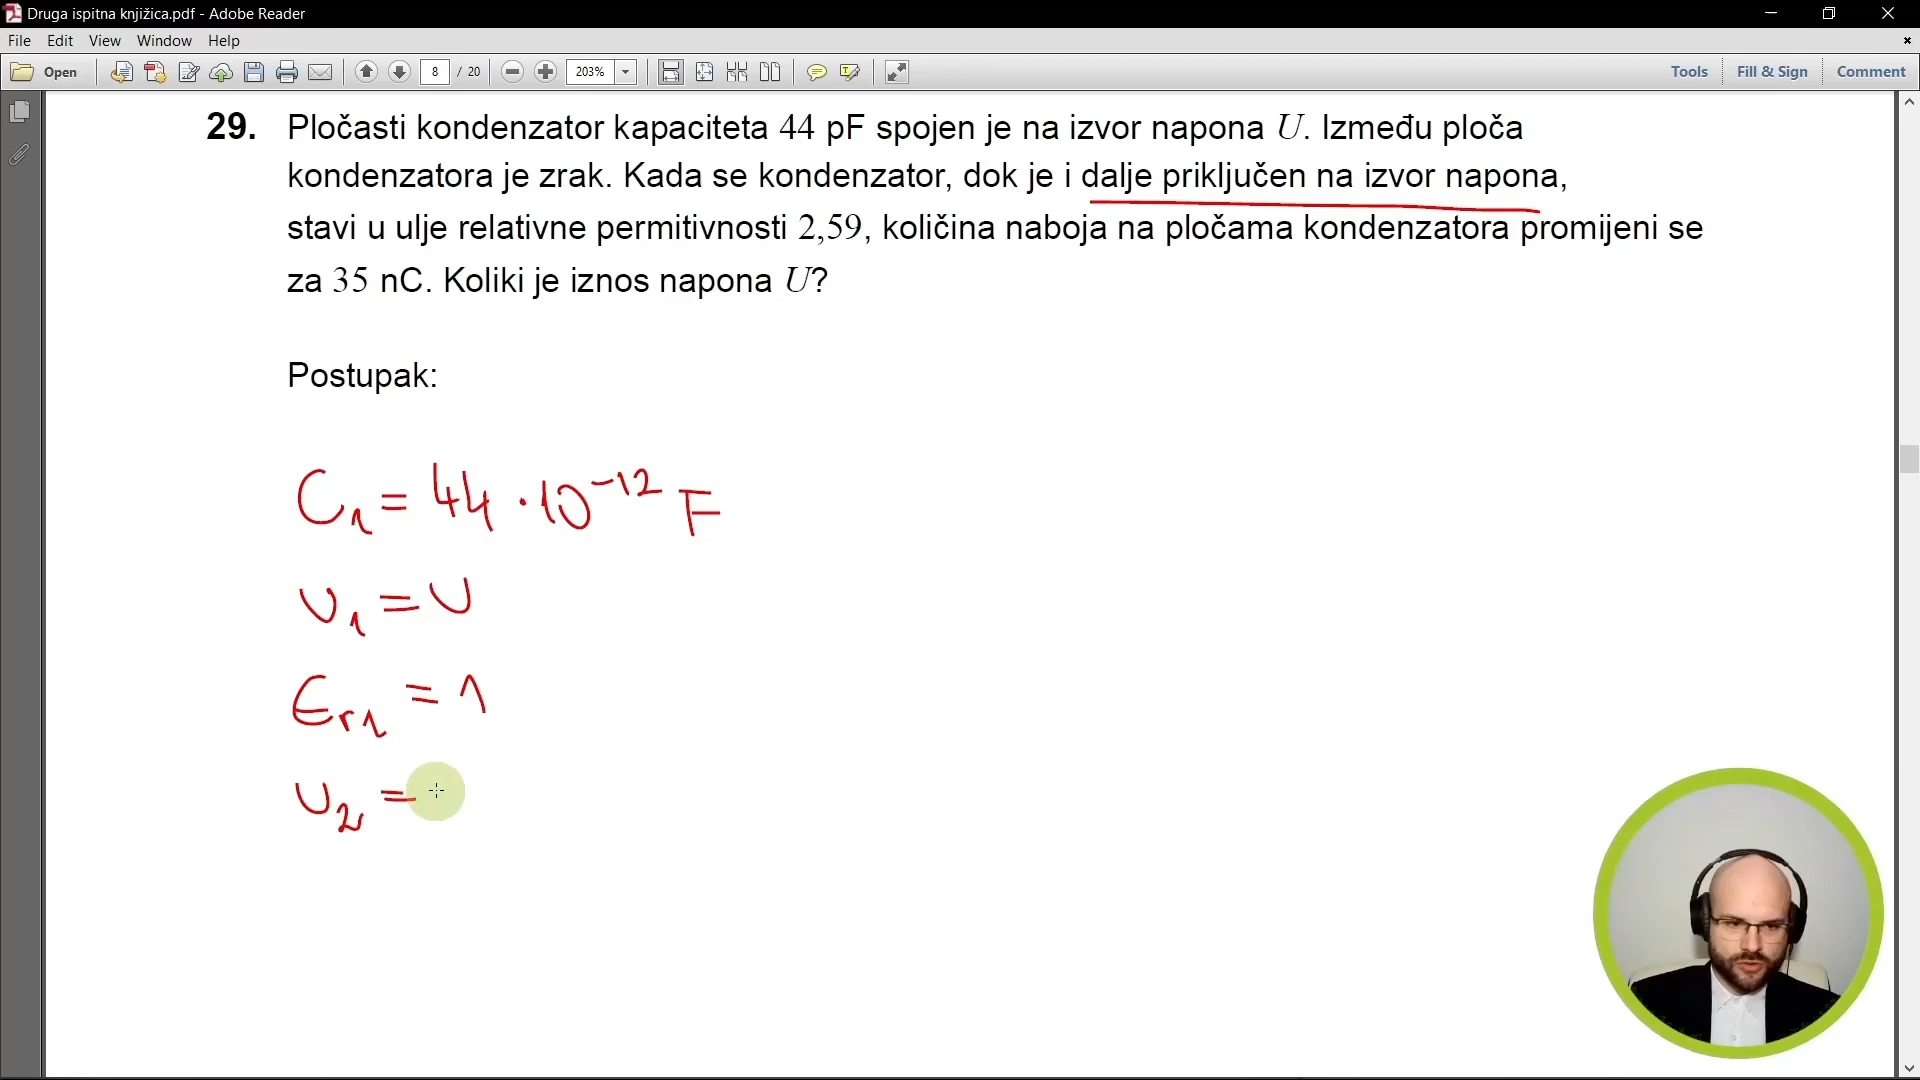 Druga ispitna knjižica.pdf - Adobe Reader
File Edit View Window Help
Open 8 / 20 203% Tools Fill & Sign Comment
29. Pločasti kondenzator kapaciteta 44 pF spojen je na izvor napona U. Između ploča
kondenzatora je zrak. Kada se kondenzator, dok je i dalje priključen na izvor napona,
stavi u ulje relativne permitivnosti 2,59, količina naboja na pločama kondenzatora promijeni se
za 35 nC. Koliki je iznos napona U?
Postupak:
C₁ = 44 · 10⁻¹² F
U₁ = U
εr₁ = 1
U₂ =